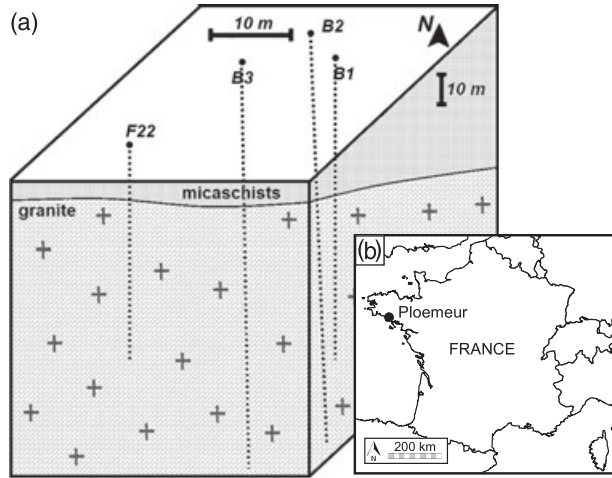 (a)
10 m
B2
N
B3
B1
10 m
F22
micaschists
granite
(b)
Ploemeur
FRANCE
200 km
N